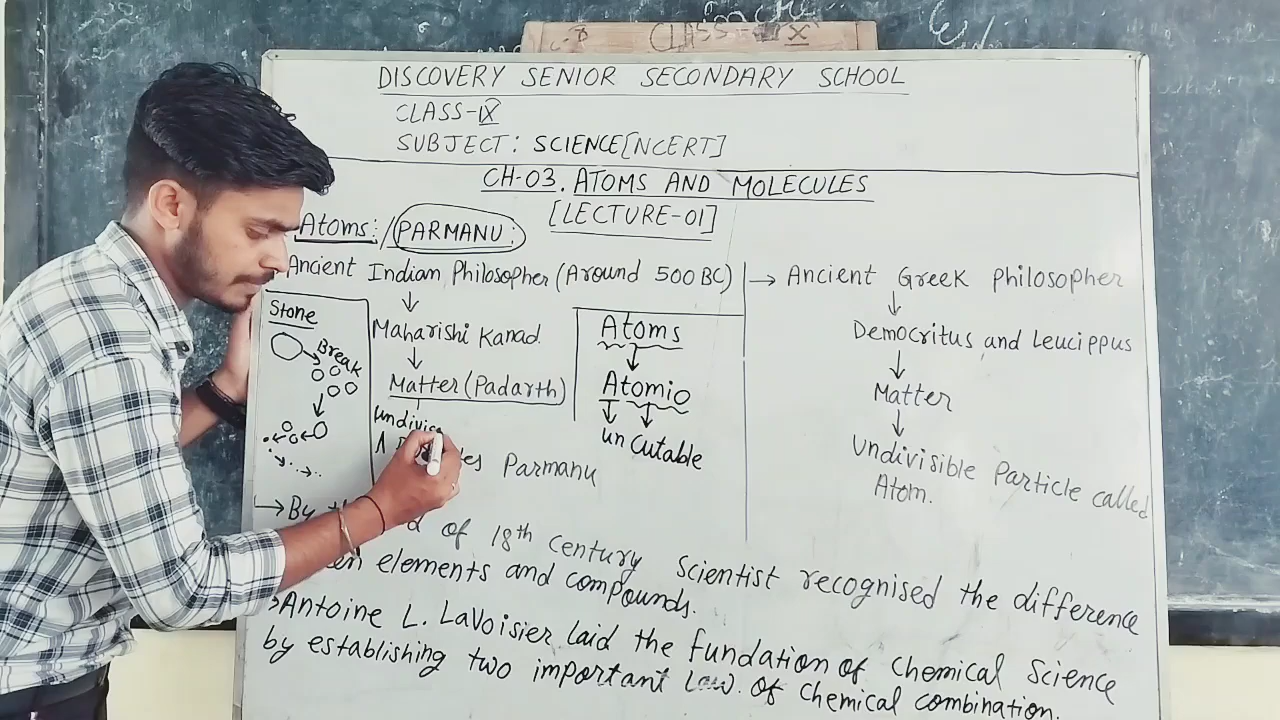 CLASS-IX
DISCOVERY SENIOR SECONDARY SCHOOL
CLASS-IX
SUBJECT: SCIENCE[NCERT]
CH-03. ATOMS AND MOLECULES
[LECTURE-01]
Atoms:/PARMANU:
Ancient Indian Philosopher (Around 500 BC)
Maharishi Kanad
Matter (Padarth)
Parmanu
Stone
Break
Atoms
Atomio
un Cutable
→ Ancient Greek Philosopher
Democritus and Leucippus
Matter
Undivisible Particle called
Atom.
→ By of 18th century Scientist recognised the difference
elements and compounds.
Antoine L. Lavoisier laid the fundation of chemical Science
by establishing two important Law. of chemical combination.